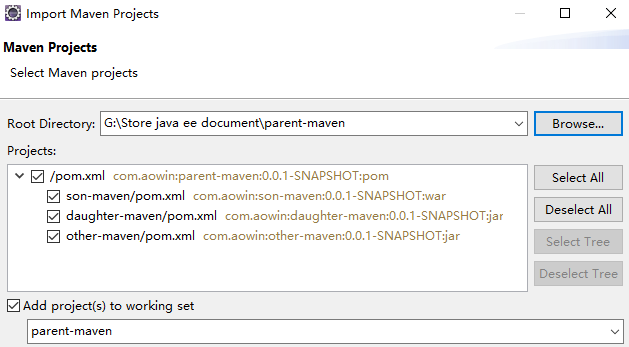 Import Maven Projects
Maven Projects
Select Maven projects
Root Directory: G:\Store java ee document\parent-maven Browse...
Projects:
/pom.xml com.aowin:parent-maven:0.0.1-SNAPSHOT:pom
son-maven/pom.xml com.aowin:son-maven:0.0.1-SNAPSHOT:war
daughter-maven/pom.xml com.aowin:daughter-maven:0.0.1-SNAPSHOT:jar
other-maven/pom.xml com.aowin:other-maven:0.0.1-SNAPSHOT:jar
Select All
Deselect All
Select Tree
Deselect Tree
Add project(s) to working set
parent-maven